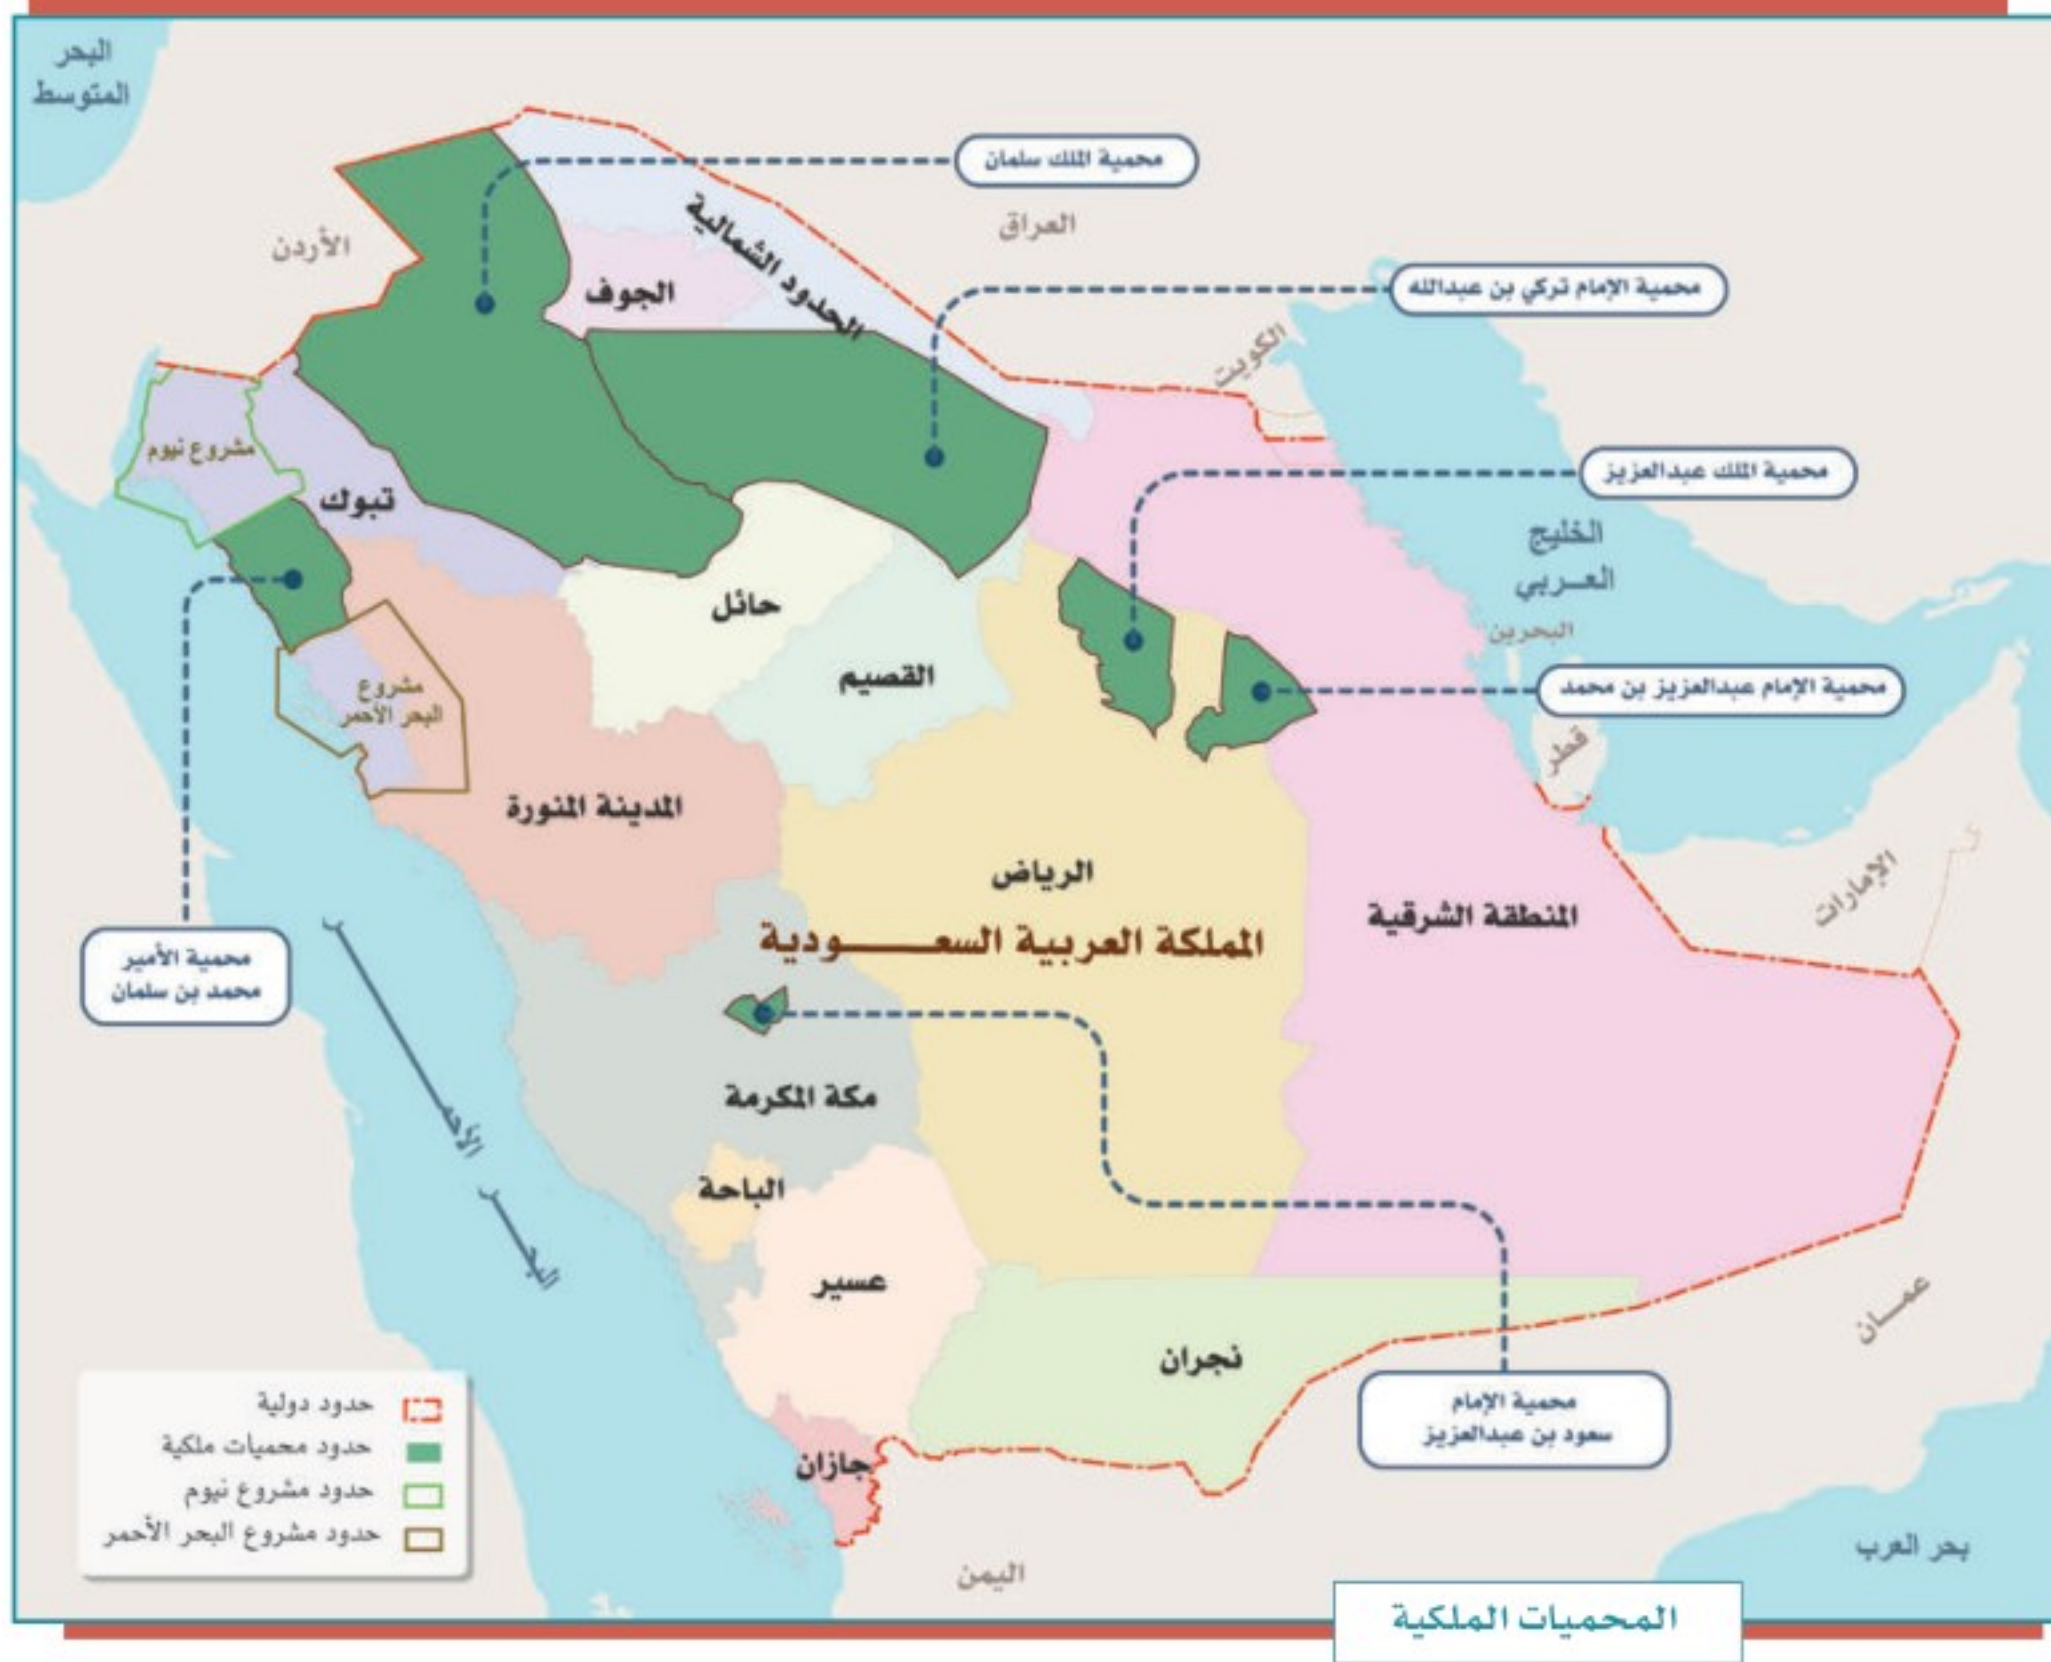 البحر
المتوسط
محمية الملك سلمان
العراق
الأردن
الحدود الشمالية
الجوف
محمية الإمام تركي بن عبدالله
الكويت
مشروع نيوم
تبوك
محمية الملك عبدالعزيز
الخليج
العـربي
البحرين
حائل
القصيم
محمية الإمام عبدالعزيز بن محمد
قطر
مشروع
البحر الأحمر
المدينة المنورة
الرياض
المملكة العربية السعـــــودية
المنطقة الشرقية
الإمارات
محمية الأمير
محمد بن سلمان
مكة المكرمة
البحـــر الأحمـــر
الباحة
عسير
نجران
عمــان
محمية الإمام
سعود بن عبدالعزيز
جازان
اليمن
بحر العرب
حدود دولية
حدود محميات ملكية
حدود مشروع نيوم
حدود مشروع البحر الأحمر
المحميات الملكية